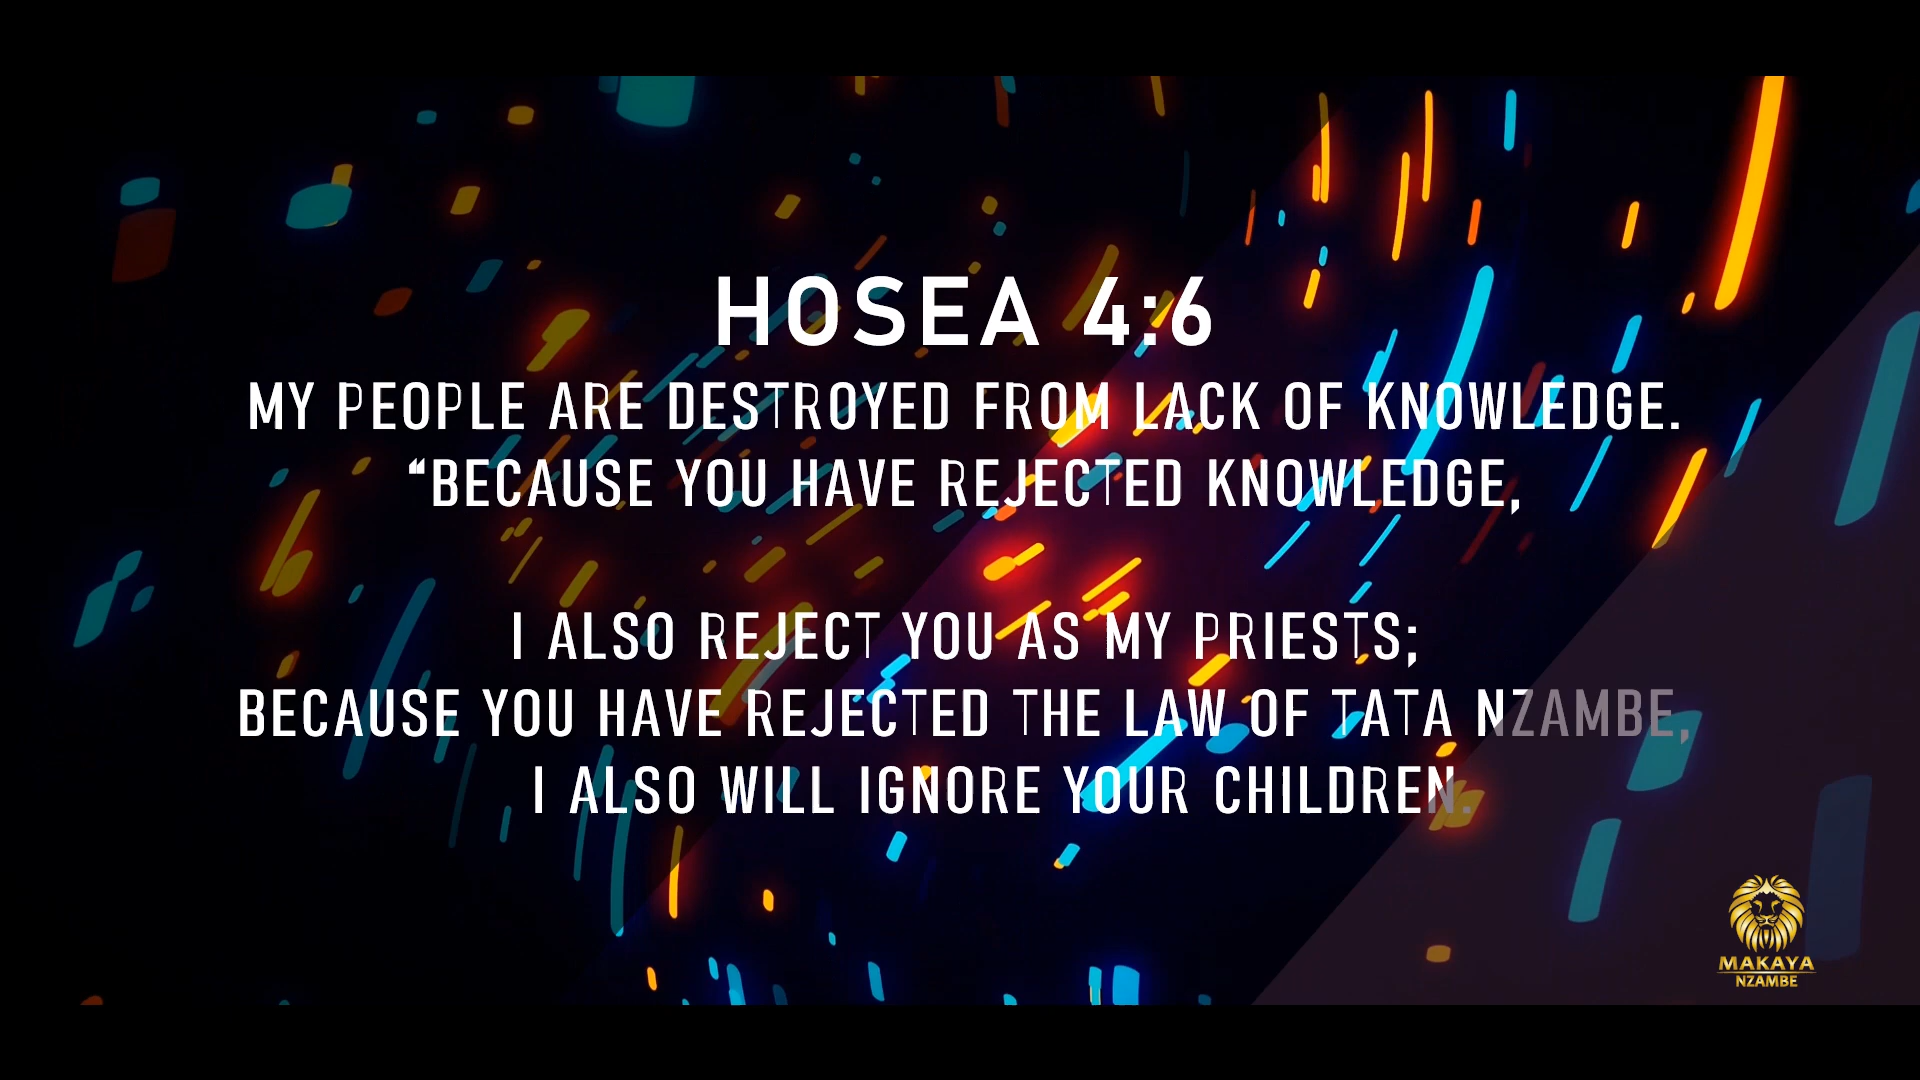 HOSEA 4:6
MY PEOPLE ARE DESTROYED FROM LACK OF KNOWLEDGE.
“BECAUSE YOU HAVE REJECTED KNOWLEDGE,
I ALSO REJECT YOU AS MY PRIESTS;
BECAUSE YOU HAVE REJECTED THE LAW OF TATA NZAMBE,
I ALSO WILL IGNORE YOUR CHILDREN.
MAKAYA
NZAMBE